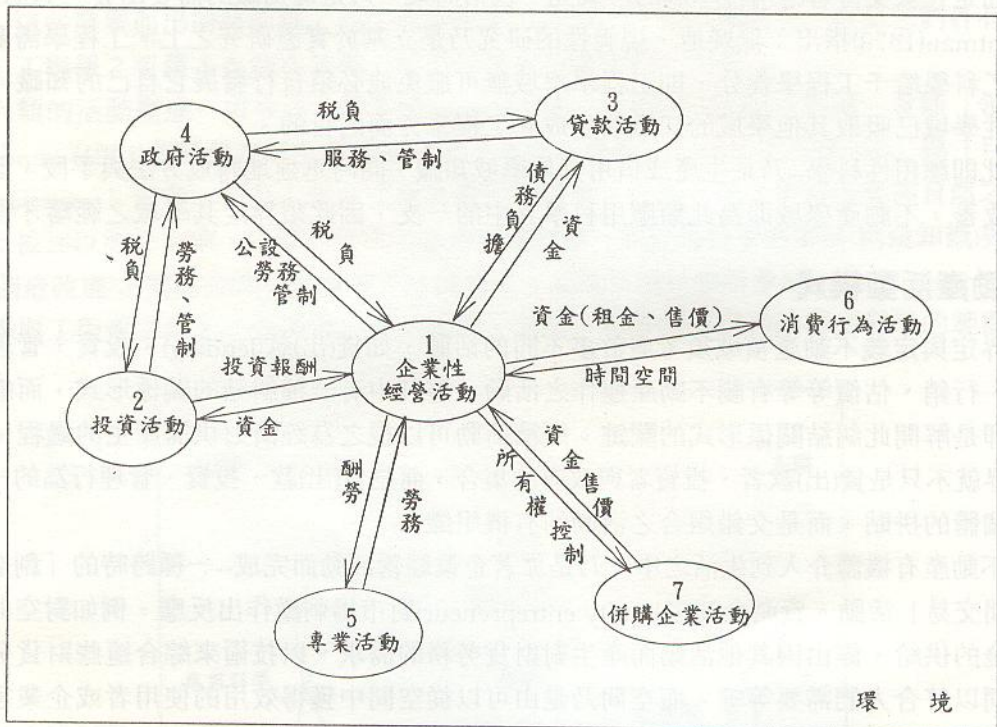 4
政府活動
稅負
服務、管制
3
貸款活動
債務負擔
資金
稅負
公設
勞務
管制
稅負
勞務、管制
1
企業性
經營活動
資金(租金、售價)
時間空間
6
消費行為活動
投資報酬
資金
2
投資活動
酬勞
勞務
資金售價
所有權控制
5
專業活動
7
併購企業活動
環境